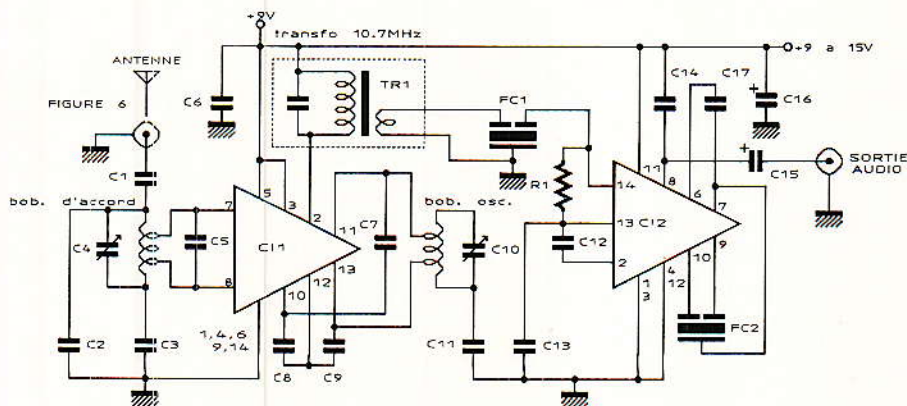 +9V
transfo 10.7MHz
+9 a 15V
ANTENNE
TR1
C14
C17
FIGURE 6
C6
FC1
+
C16
C1
R1
11
8
6
+
C15
SORTIE
AUDIO
bob. d'accord
5
3
2
bob. osc.
14
7
7
C4
C5
CI1
11
C7
C10
13
CI2
9
C12
10
8
13
12
2
1
3
4
12
10
1,4,6
9,14
FC2
C2
C3
C8
C9
C11
C13